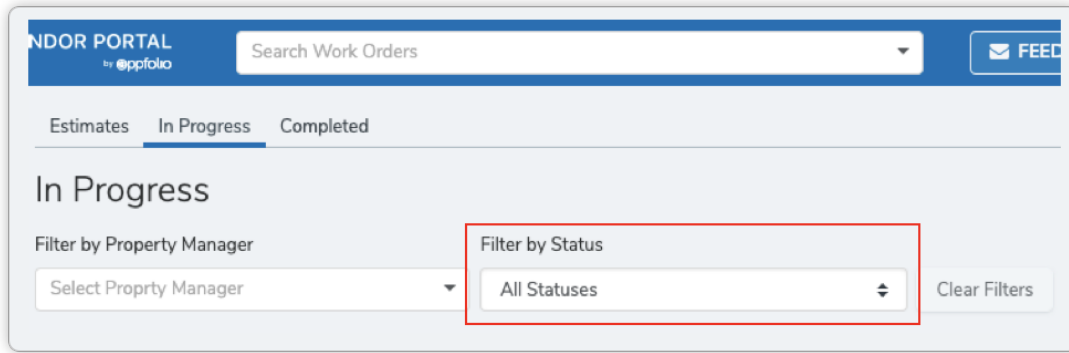 NDOR PORTAL
by appfolio
Search Work Orders
FEED
Estimates In Progress Completed
In Progress
Filter by Property Manager Filter by Status
Select Proprty Manager All Statuses Clear Filters